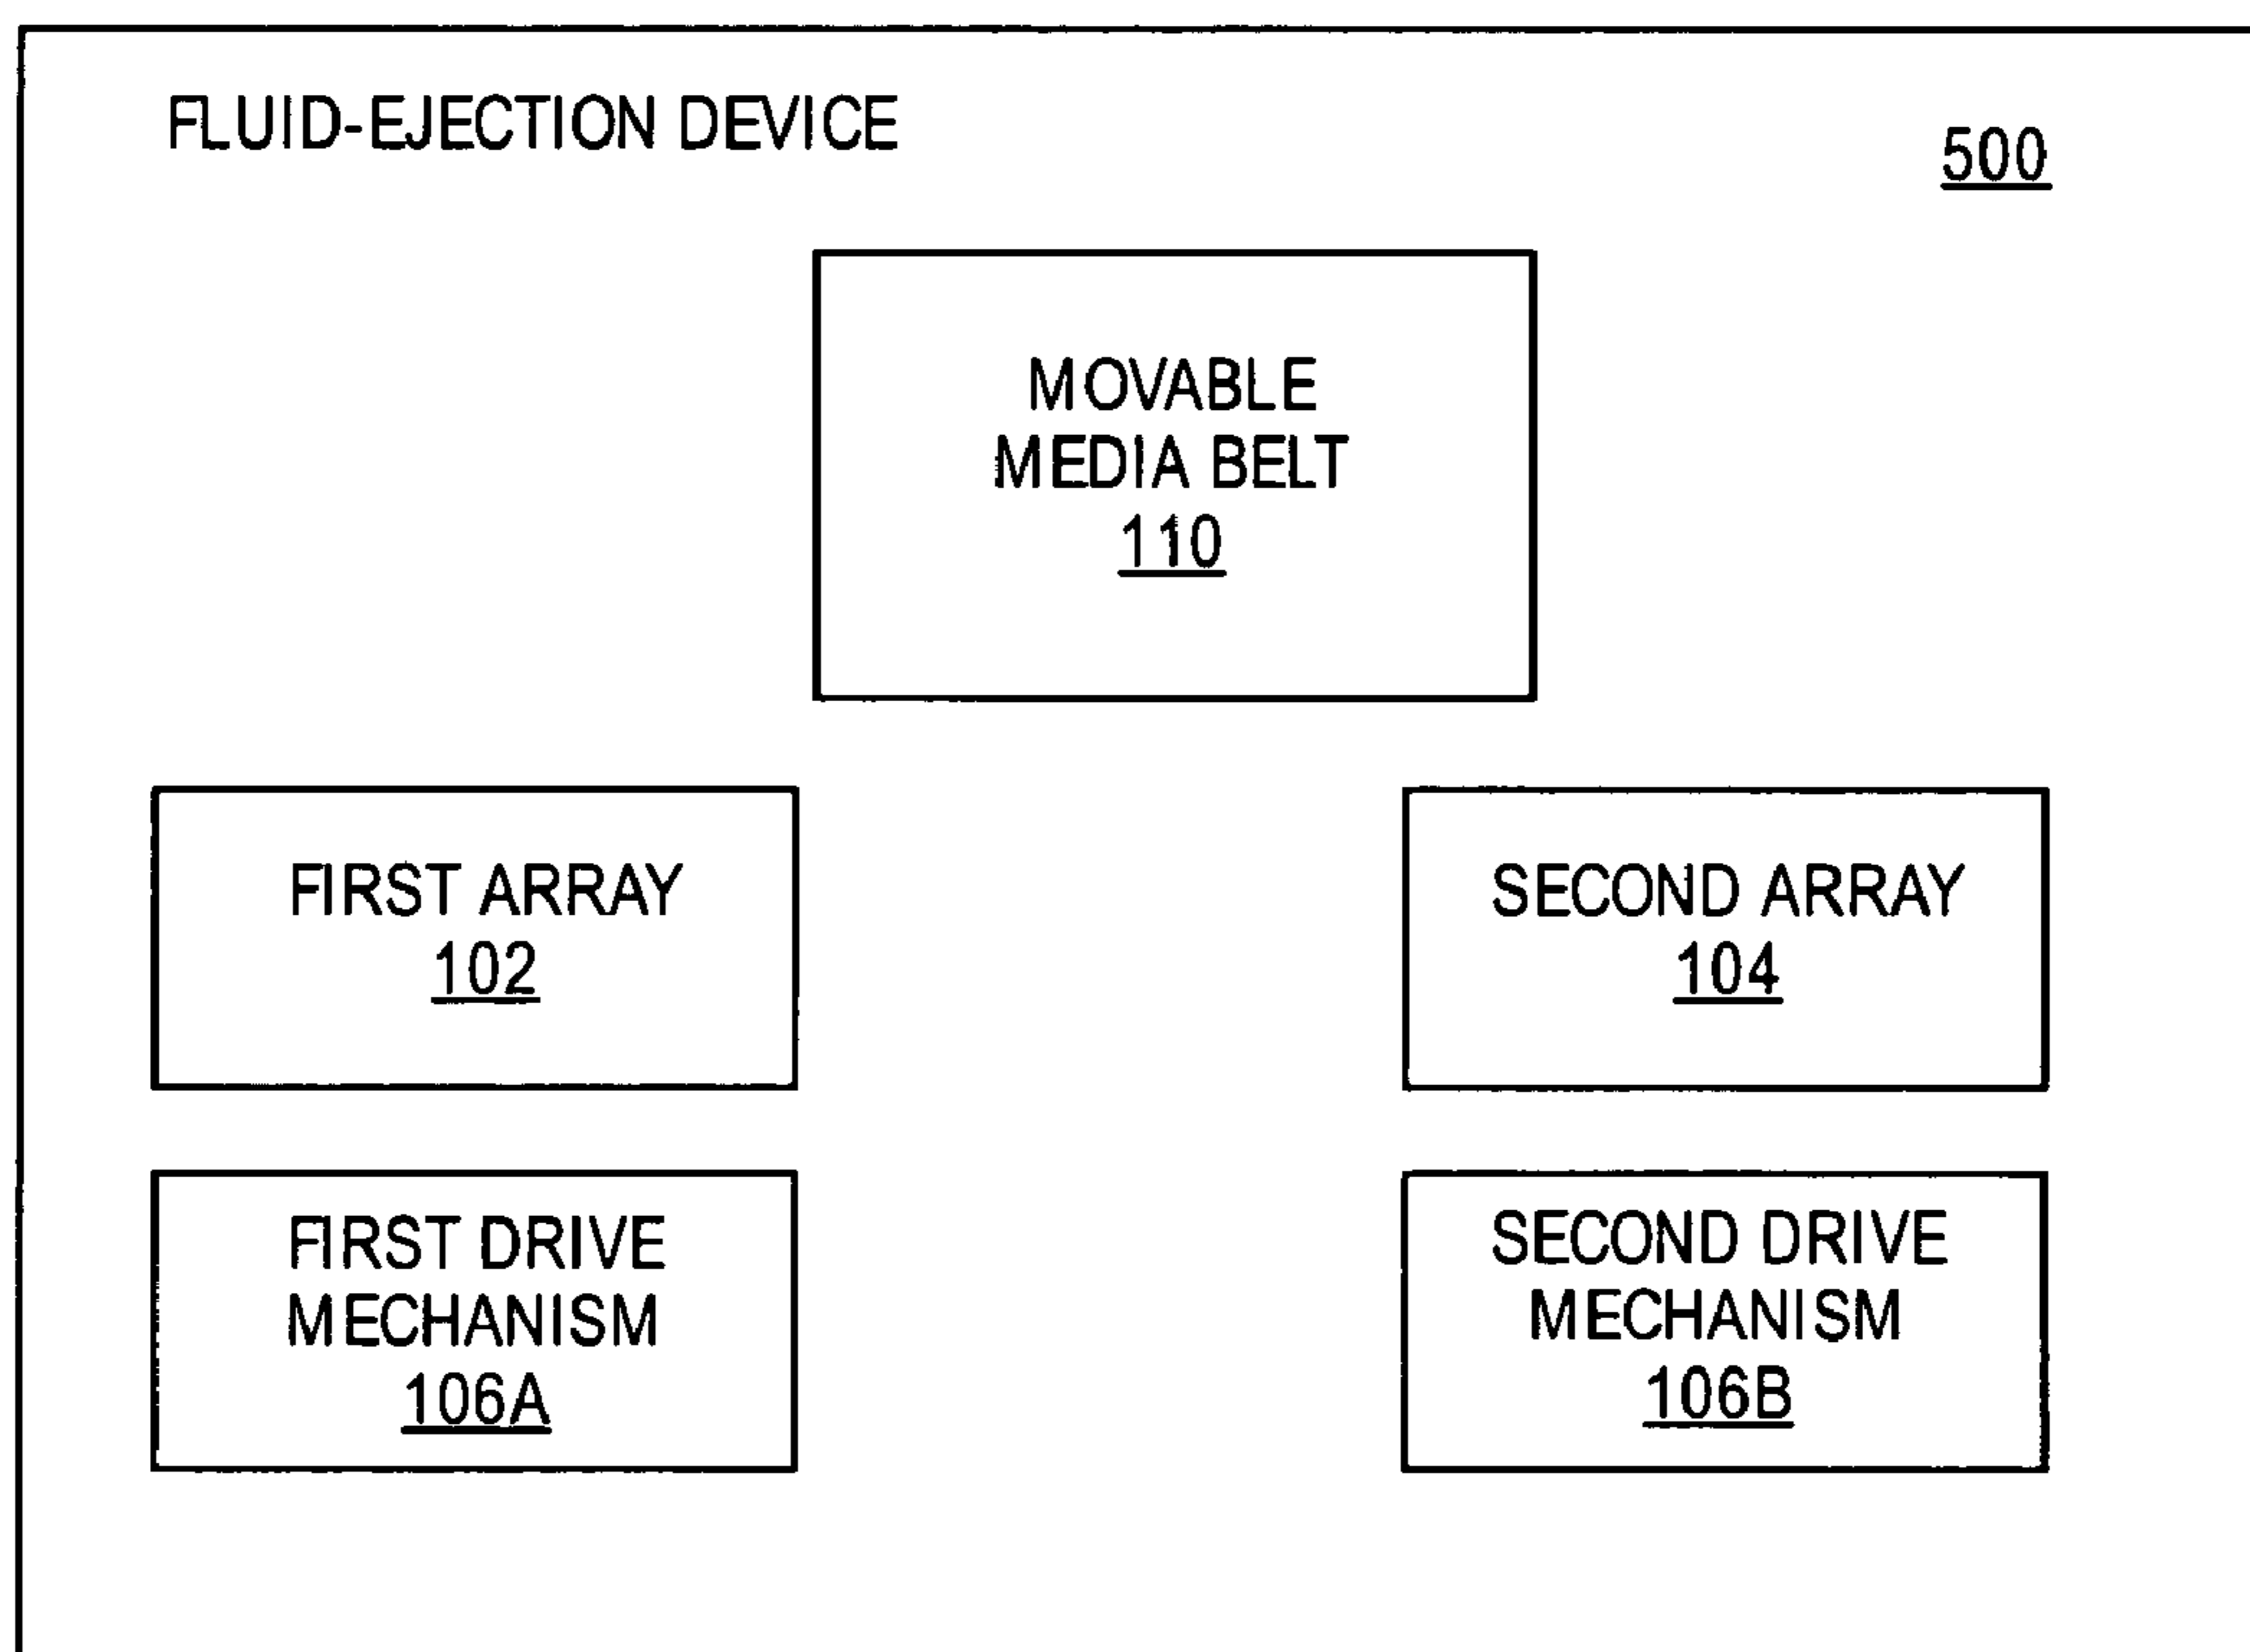 FLUID-EJECTION DEVICE
500
MOVABLE
MEDIA BELT
110
FIRST ARRAY
102
SECOND ARRAY
104
FIRST DRIVE
MECHANISM
106A
SECOND DRIVE
MECHANISM
106B